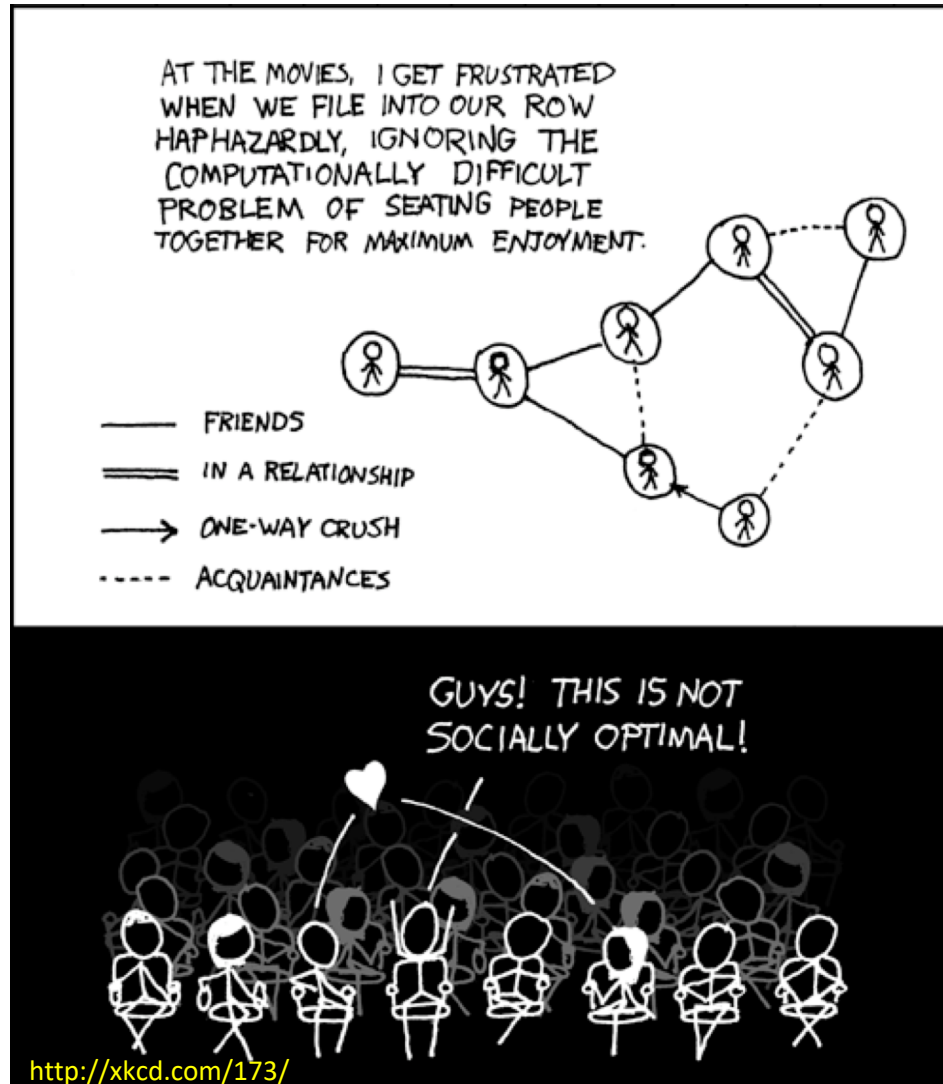 AT THE MOVIES, I GET FRUSTRATED
WHEN WE FILE INTO OUR ROW
HAPHAZARDLY, IGNORING THE
COMPUTATIONALLY DIFFICULT
PROBLEM OF SEATING PEOPLE
TOGETHER FOR MAXIMUM ENJOYMENT.
FRIENDS
IN A RELATIONSHIP
ONE-WAY CRUSH
ACQUAINTANCES
GUYS! THIS IS NOT
SOCIALLY OPTIMAL!
http://xkcd.com/173/